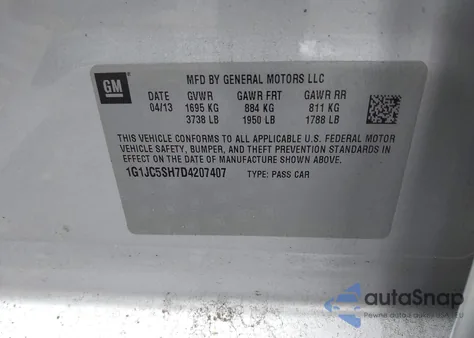 GM
MFD BY GENERAL MOTORS LLC
DATE GVWR GAWR FRT GAWR RR
04/13 1695 KG 884 KG 811 KG
3738 LB 1950 LB 1788 LB
THIS VEHICLE CONFORMS TO ALL APPLICABLE U.S. FEDERAL MOTOR
VEHICLE SAFETY, BUMPER, AND THEFT PREVENTION STANDARDS IN
EFFECT ON THE DATE OF MANUFACTURE SHOWN ABOVE.
1G1JC5SH7D4207407 TYPE: PASS CAR
autoSnap
Pewne auto z